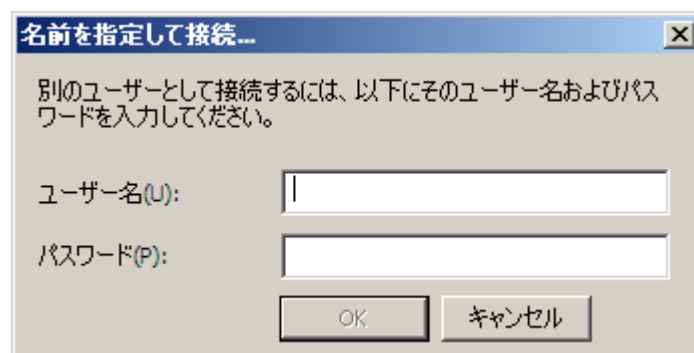 名前を指定して接続...
別のユーザーとして接続するには、以下にそのユーザー名およびパス
ワードを入力してください。
ユーザー名(U):
パスワード(P):
OK キャンセル